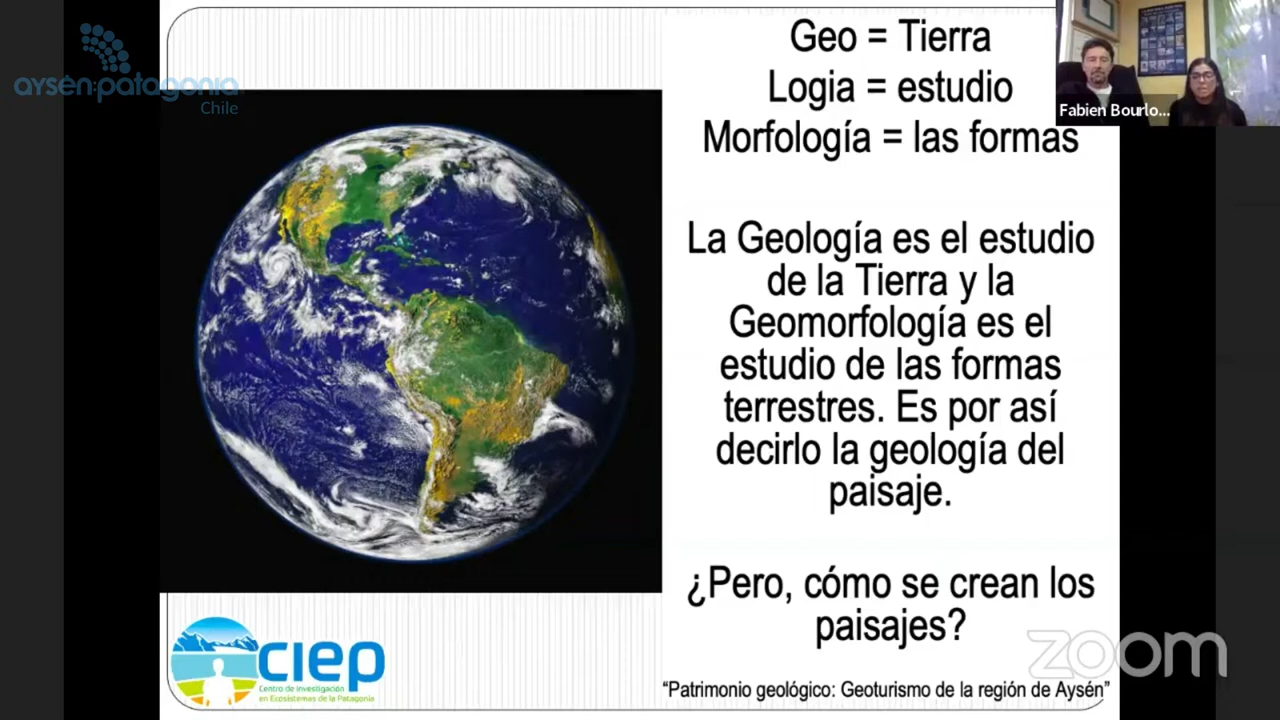 aysén:patagonia
Chile
Geo = Tierra
Logia = estudio
Morfología = las formas
Fabien Bourlo...
La Geología es el estudio
de la Tierra y la
Geomorfología es el
estudio de las formas
terrestres. Es por así
decirlo la geología del
paisaje.
¿Pero, cómo se crean los
paisajes?
ciep
Centro de Investigación
en Ecosistemas de la Patagonia
zoom
“Patrimonio geológico: Geoturismo de la región de Aysén”